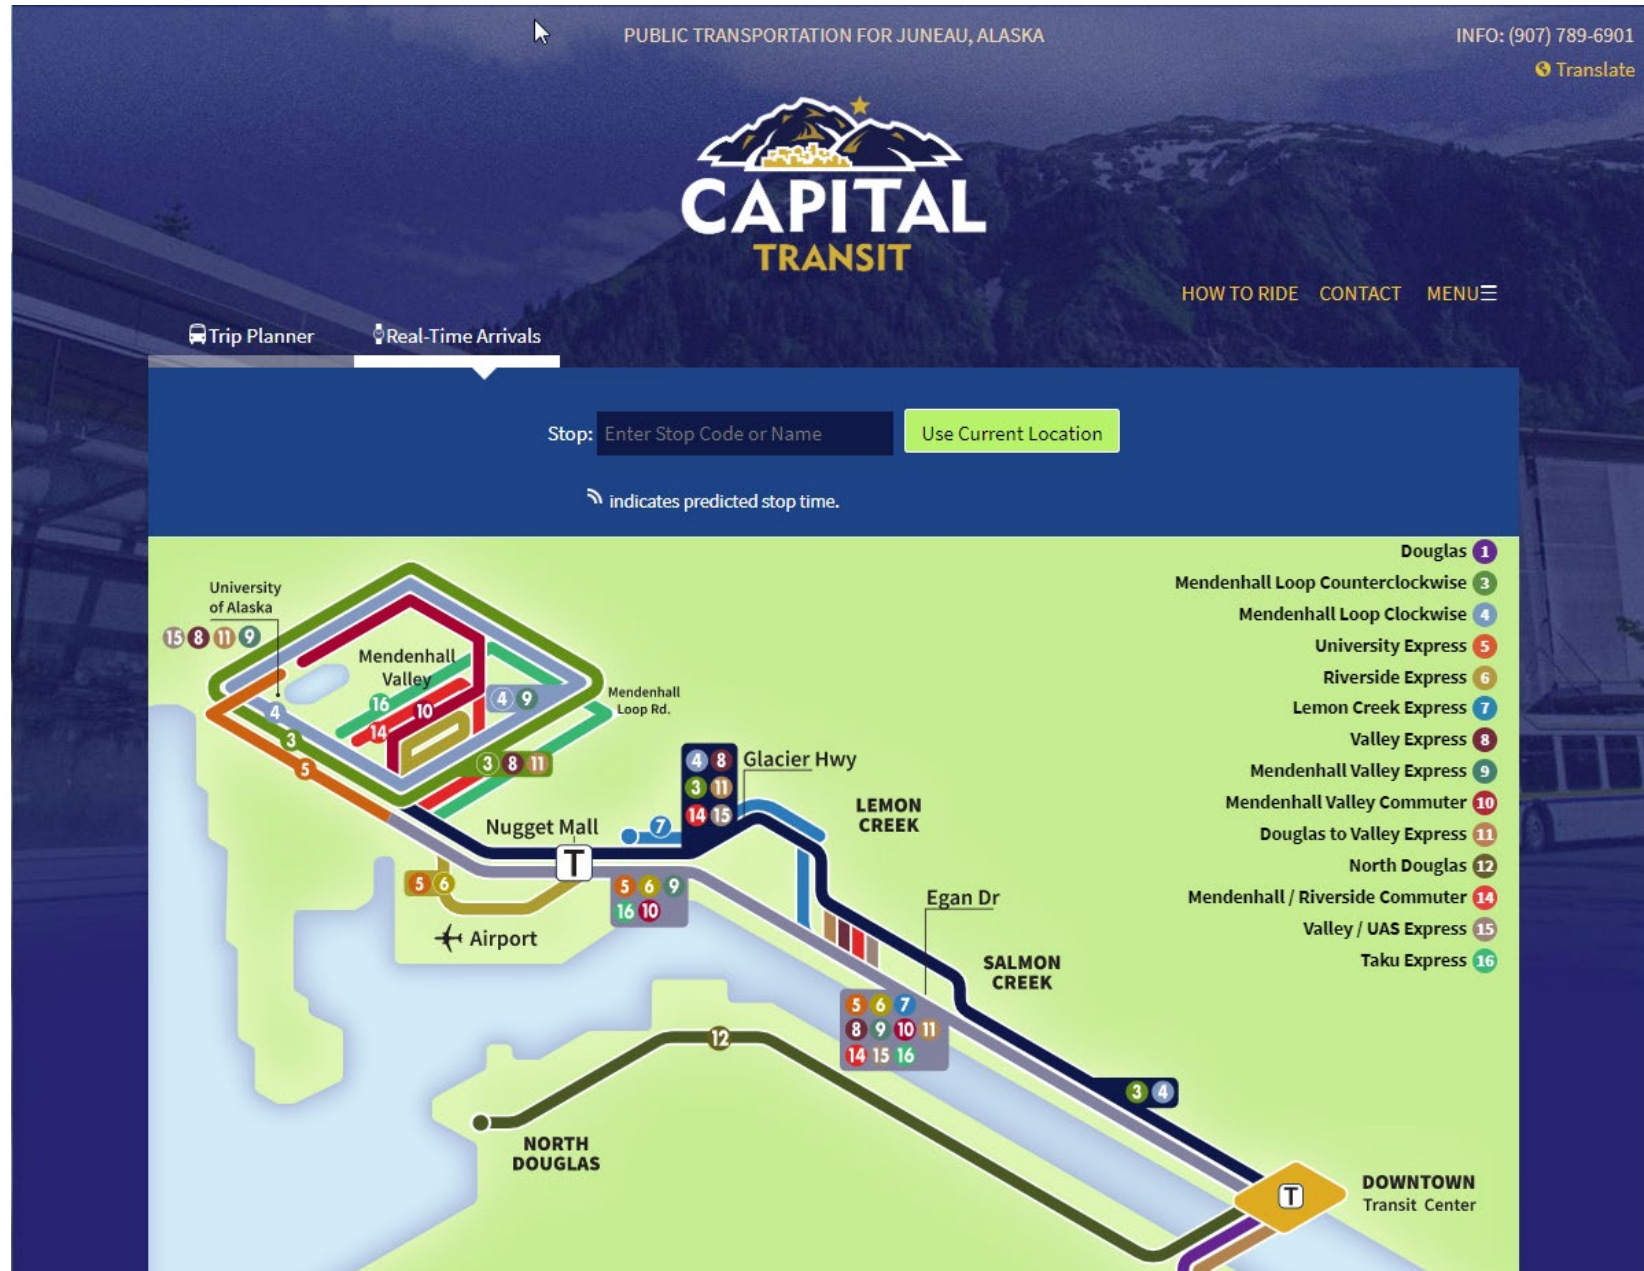 PUBLIC TRANSPORTATION FOR JUNEAU, ALASKA
INFO: (907) 789-6901
Translate
CAPITAL
TRANSIT
HOW TO RIDE CONTACT MENU
Trip Planner Real-Time Arrivals
Stop: Enter Stop Code or Name Use Current Location
indicates predicted stop time.
Douglas 1
Mendenhall Loop Counterclockwise 3
Mendenhall Loop Clockwise 4
University Express 5
Riverside Express 6
Lemon Creek Express 7
Valley Express 8
Mendenhall Valley Express 9
Mendenhall Valley Commuter 10
Douglas to Valley Express 11
North Douglas 12
Mendenhall / Riverside Commuter 14
Valley / UAS Express 15
Taku Express 16
University
of Alaska
15 8 11 9
Mendenhall
Valley
16
10
14
4 9
Mendenhall
Loop Rd.
4
3
5
3 8 11
4 8
3 11
14 15
Glacier Hwy
LEMON
CREEK
Nugget Mall
7
T
5 6
5 6 9
16 10
Airport
Egan Dr
SALMON
CREEK
5 6 7
8 9 10 11
14 15 16
12
3 4
NORTH
DOUGLAS
T
DOWNTOWN
Transit Center